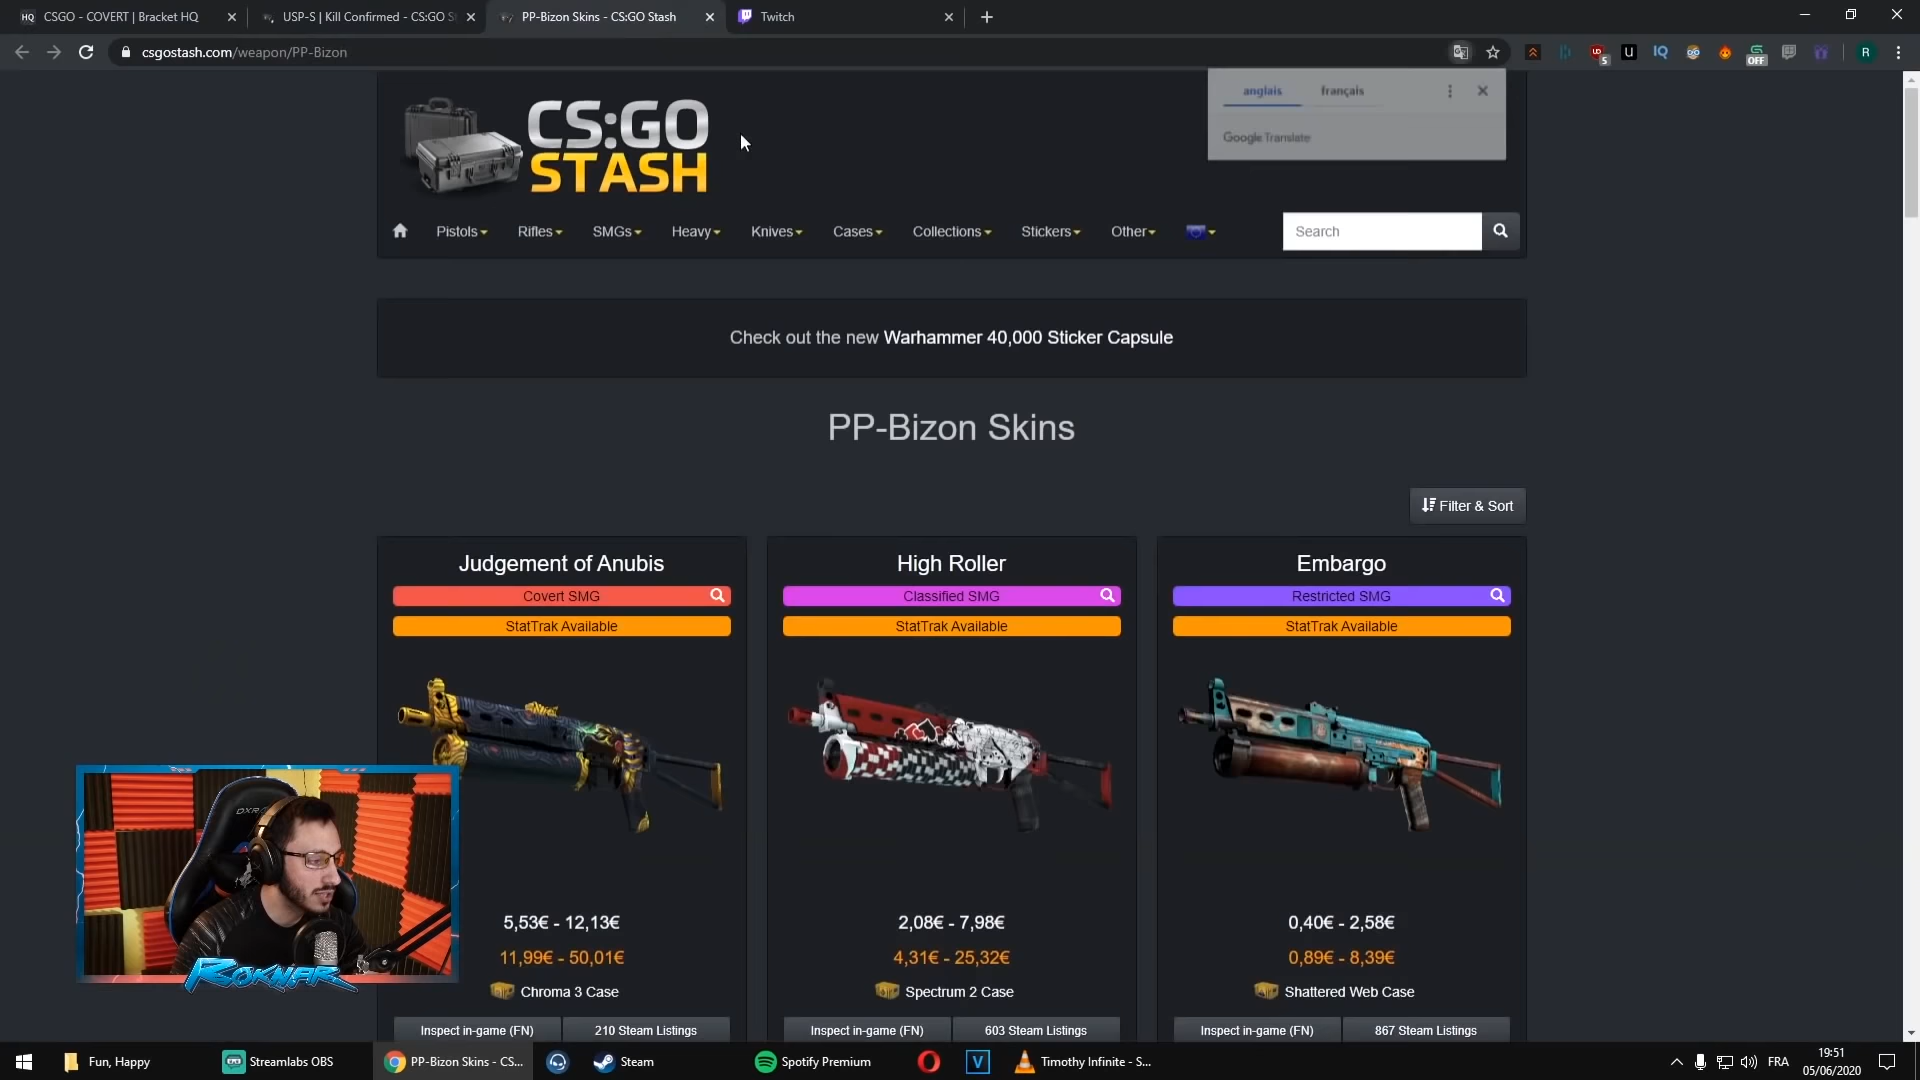 CSGO - COVERT | Bracket HQ
USP-S | Kill Confirmed - CS:GO St
PP-Bizon Skins - CS:GO Stash
Twitch
csgostash.com/weapon/PP-Bizon
anglais
français
Google Translate
CS:GO
STASH
Pistols
Rifles
SMGs
Heavy
Knives
Cases
Collections
Stickers
Other
Search
Check out the new Warhammer 40,000 Sticker Capsule
PP-Bizon Skins
Filter & Sort
Judgement of Anubis
Covert SMG
StatTrak Available
5,53€ - 12,13€
11,99€ - 50,01€
Chroma 3 Case
Inspect in-game (FN)
210 Steam Listings
High Roller
Classified SMG
StatTrak Available
2,08€ - 7,98€
4,31€ - 25,32€
Spectrum 2 Case
Inspect in-game (FN)
603 Steam Listings
Embargo
Restricted SMG
StatTrak Available
0,40€ - 2,58€
0,89€ - 8,39€
Shattered Web Case
Inspect in-game (FN)
867 Steam Listings
ROKNAR
Fun, Happy
Streamlabs OBS
PP-Bizon Skins - CS...
Steam
Spotify Premium
Timothy Infinite - S...
FRA
19:51
05/06/2020